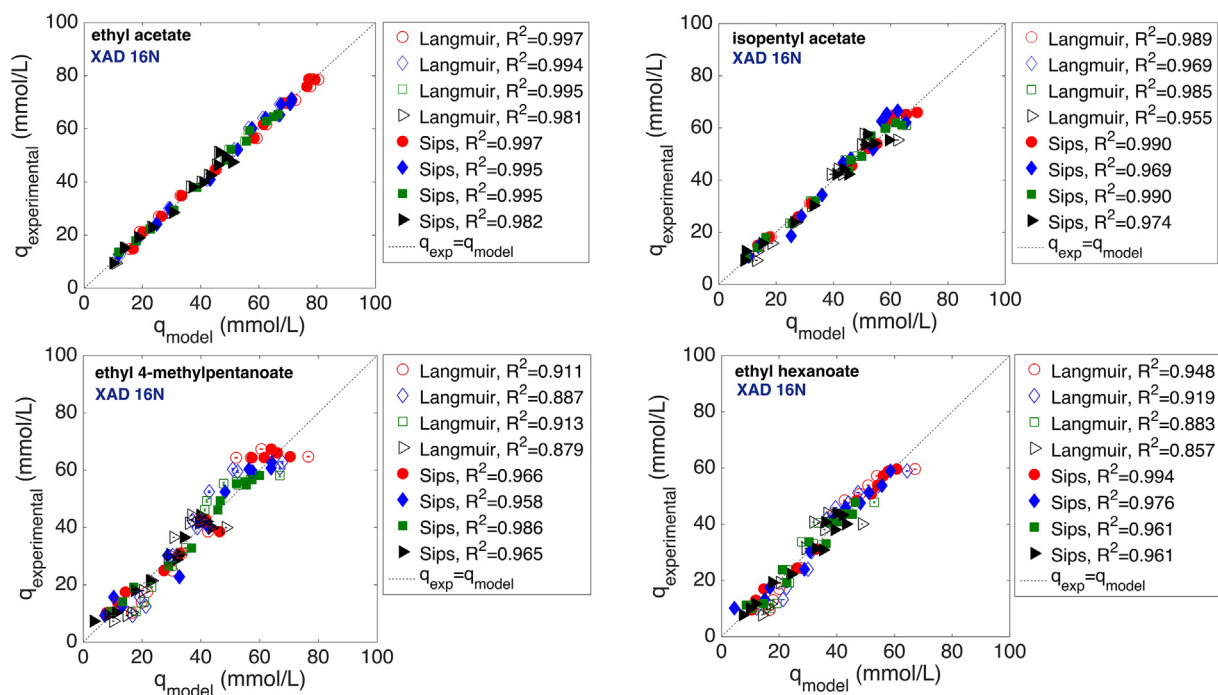 ethyl acetate
XAD 16N
q_experimental (mmol/L)
100
80
60
40
20
0
0 20 40 60 80 100
q_model (mmol/L)
Langmuir, R²=0.997
Langmuir, R²=0.994
Langmuir, R²=0.995
Langmuir, R²=0.981
Sips, R²=0.997
Sips, R²=0.995
Sips, R²=0.995
Sips, R²=0.982
q_exp=q_model
isopentyl acetate
XAD 16N
q_experimental (mmol/L)
100
80
60
40
20
0
0 20 40 60 80 100
q_model (mmol/L)
Langmuir, R²=0.989
Langmuir, R²=0.969
Langmuir, R²=0.985
Langmuir, R²=0.955
Sips, R²=0.990
Sips, R²=0.969
Sips, R²=0.990
Sips, R²=0.974
q_exp=q_model
ethyl 4-methylpentanoate
XAD 16N
q_experimental (mmol/L)
100
80
60
40
20
0
0 20 40 60 80 100
q_model (mmol/L)
Langmuir, R²=0.911
Langmuir, R²=0.887
Langmuir, R²=0.913
Langmuir, R²=0.879
Sips, R²=0.966
Sips, R²=0.958
Sips, R²=0.986
Sips, R²=0.965
q_exp=q_model
ethyl hexanoate
XAD 16N
q_experimental (mmol/L)
100
80
60
40
20
0
0 20 40 60 80 100
q_model (mmol/L)
Langmuir, R²=0.948
Langmuir, R²=0.919
Langmuir, R²=0.883
Langmuir, R²=0.857
Sips, R²=0.994
Sips, R²=0.976
Sips, R²=0.961
Sips, R²=0.961
q_exp=q_model